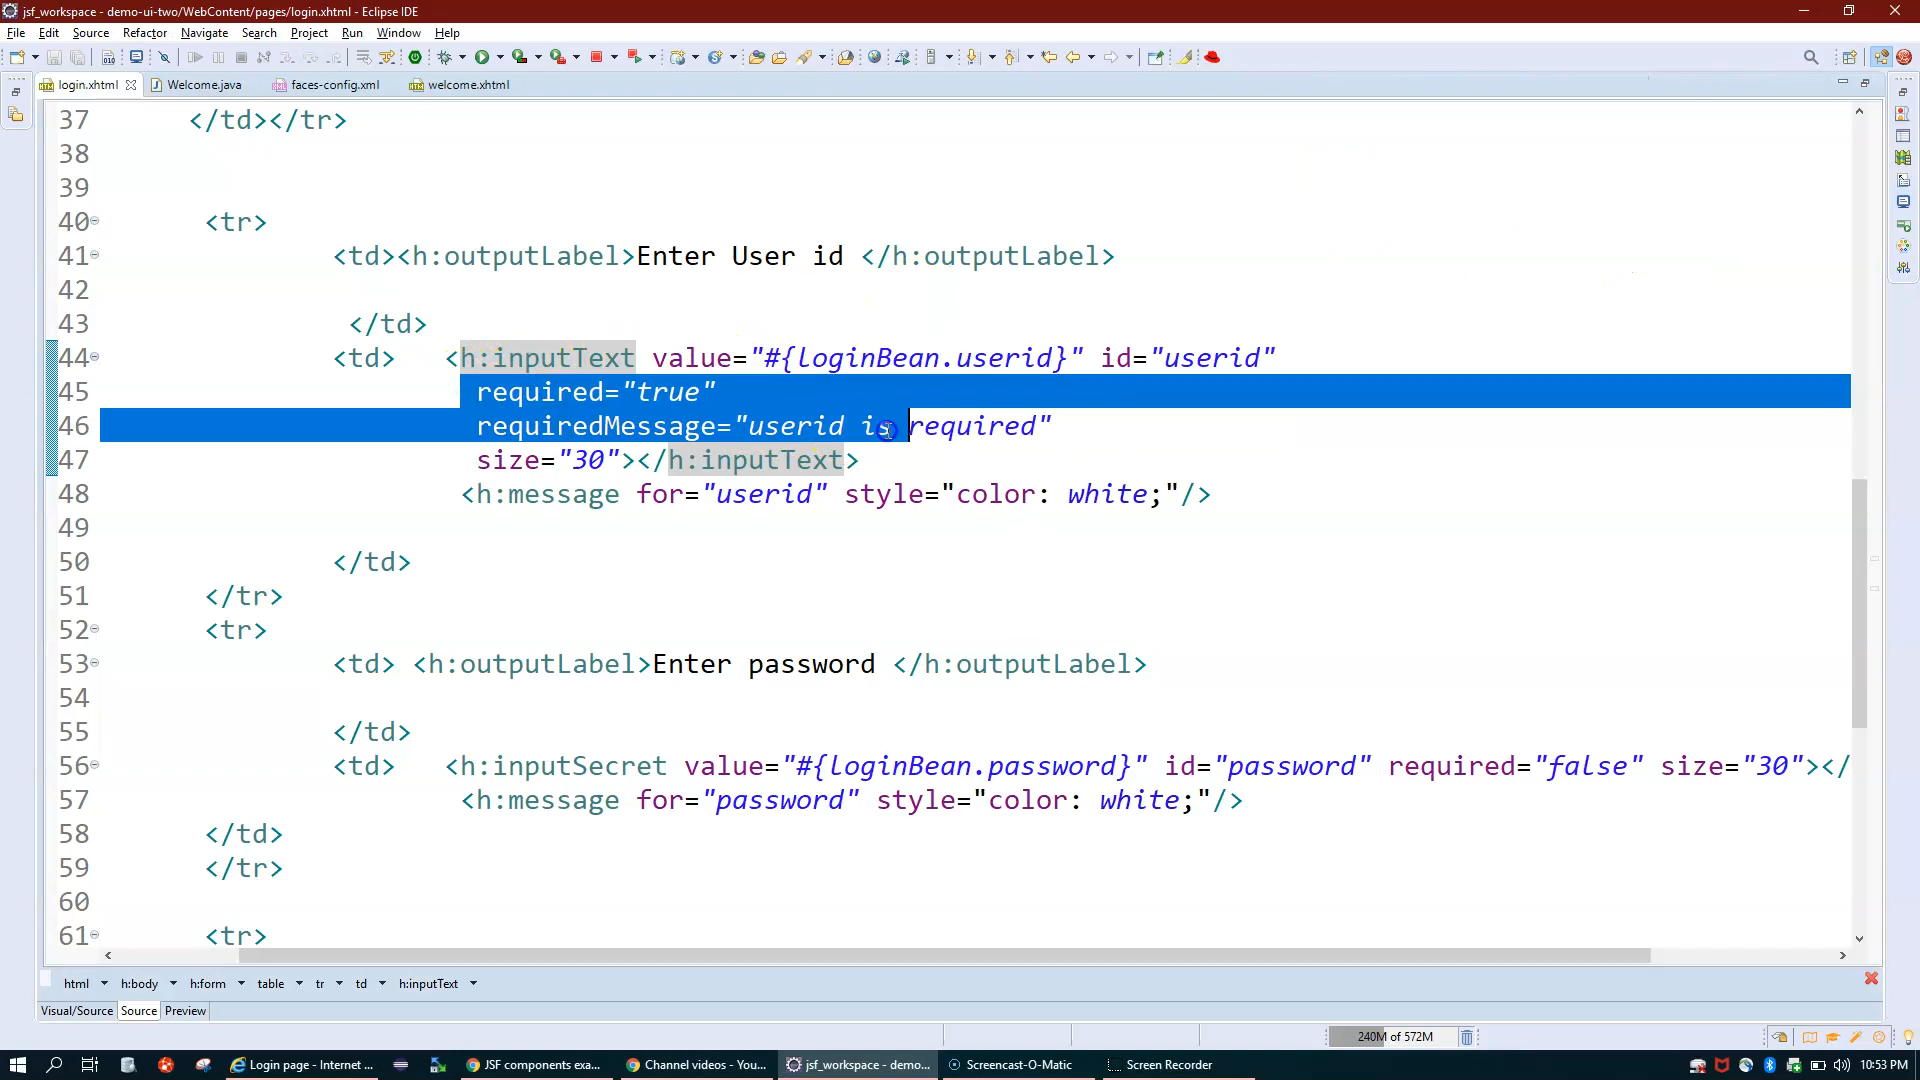 jsf_workspace - demo-ui-two/WebContent/pages/login.xhtml - Eclipse IDE
File Edit Source Refactor Navigate Search Project Run Window Help
login.xhtml Welcome.java faces-config.xml welcome.xhtml
37 </td></tr>
38
39
40 <tr>
41 <td><h:outputLabel>Enter User id </h:outputLabel>
42
43 </td>
44 <td> <h:inputText value="#{loginBean.userid}" id="userid"
45 required="true"
46 requiredMessage="userid is required"
47 size="30"></h:inputText>
48 <h:message for="userid" style="color: white;"/>
49
50 </td>
51 </tr>
52 <tr>
53 <td> <h:outputLabel>Enter password </h:outputLabel>
54
55 </td>
56 <td> <h:inputSecret value="#{loginBean.password}" id="password" required="false" size="30"></
57 <h:message for="password" style="color: white;"/>
58 </td>
59 </tr>
60
61 <tr>
html h:body h:form table tr td h:inputText
Visual/Source Source Preview
240M of 572M
Login page - Internet ... JSF components exa... Channel videos - You... jsf_workspace - demo... Screencast-O-Matic Screen Recorder 10:53 PM